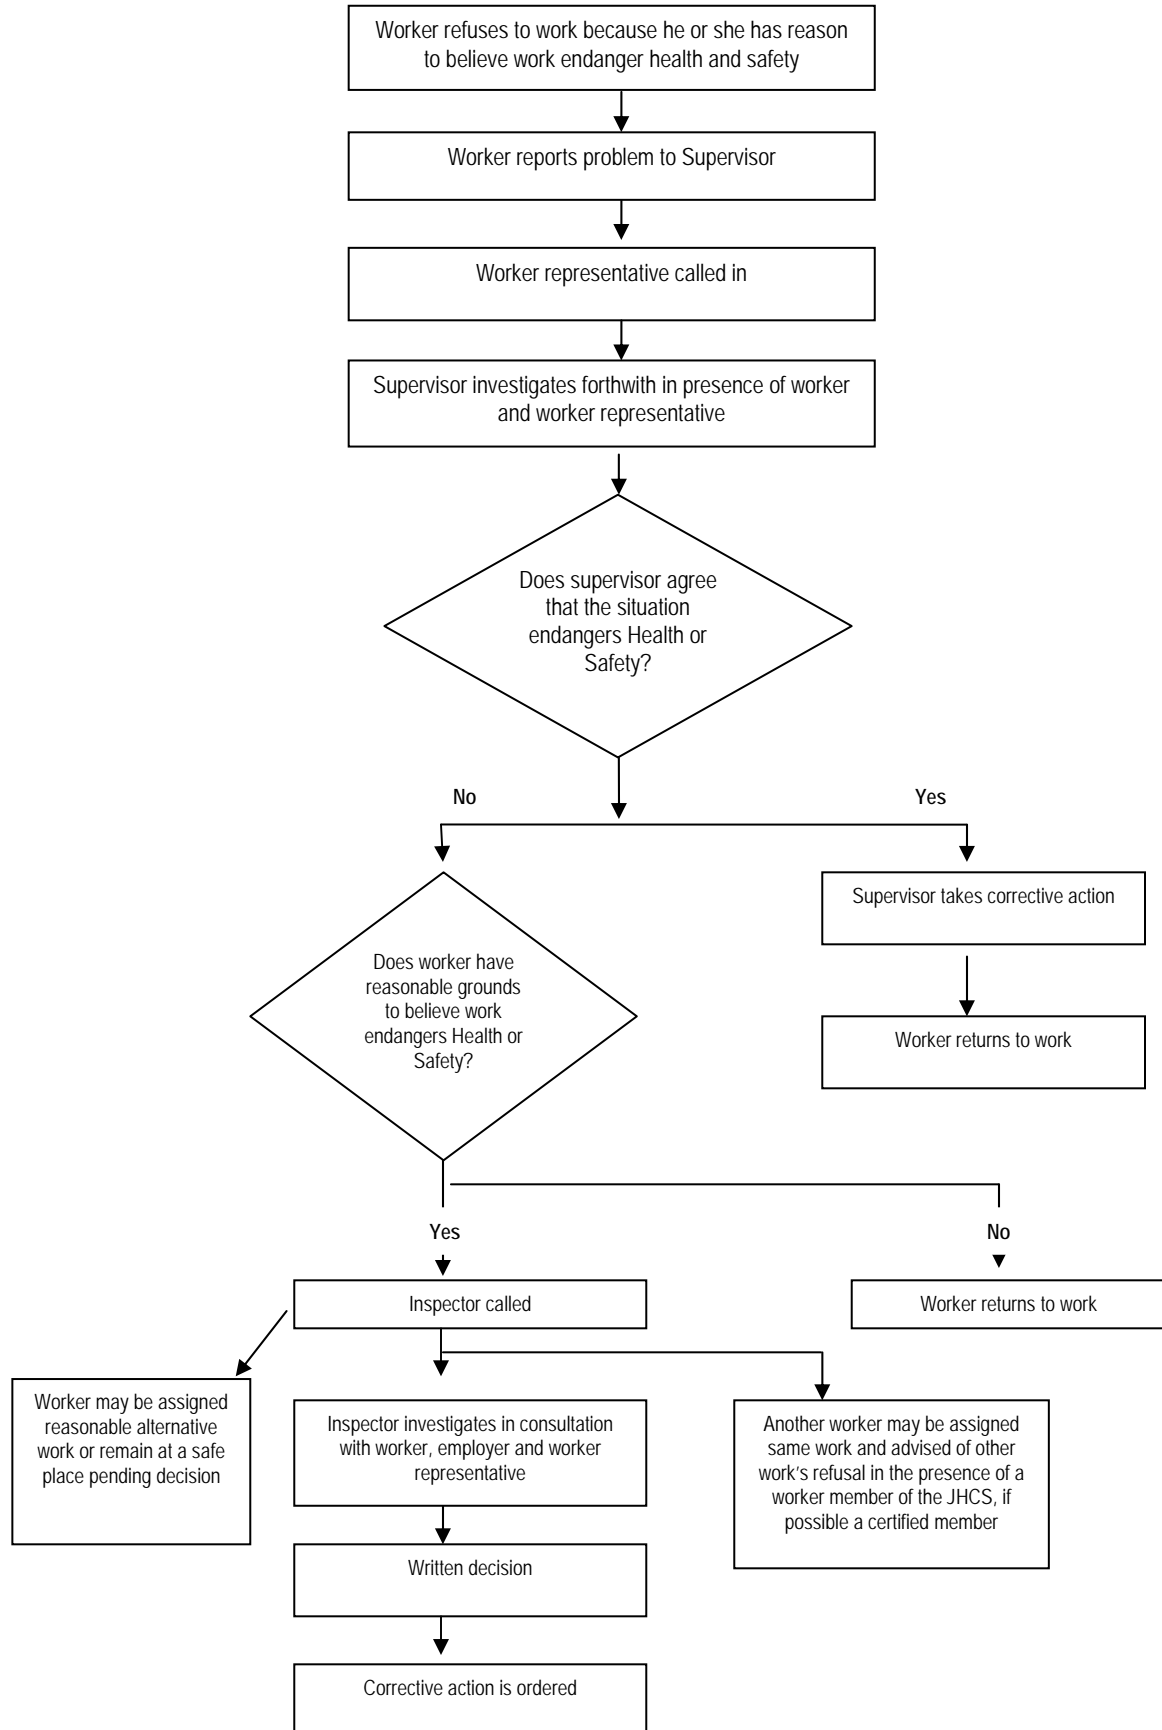 Worker refuses to work because he or she has reason
to believe work endanger health and safety
Worker reports problem to Supervisor
Worker representative called in
Supervisor investigates forthwith in presence of worker
and worker representative
Does supervisor agree
that the situation
endangers Health or
Safety?
No
Yes
Supervisor takes corrective action
Worker returns to work
Does worker have
reasonable grounds
to believe work
endangers Health or
Safety?
Yes
No
Inspector called
Worker returns to work
Worker may be assigned
reasonable alternative
work or remain at a safe
place pending decision
Inspector investigates in consultation
with worker, employer and worker
representative
Another worker may be assigned
same work and advised of other
work's refusal in the presence of a
worker member of the JHCS, if
possible a certified member
Written decision
Corrective action is ordered